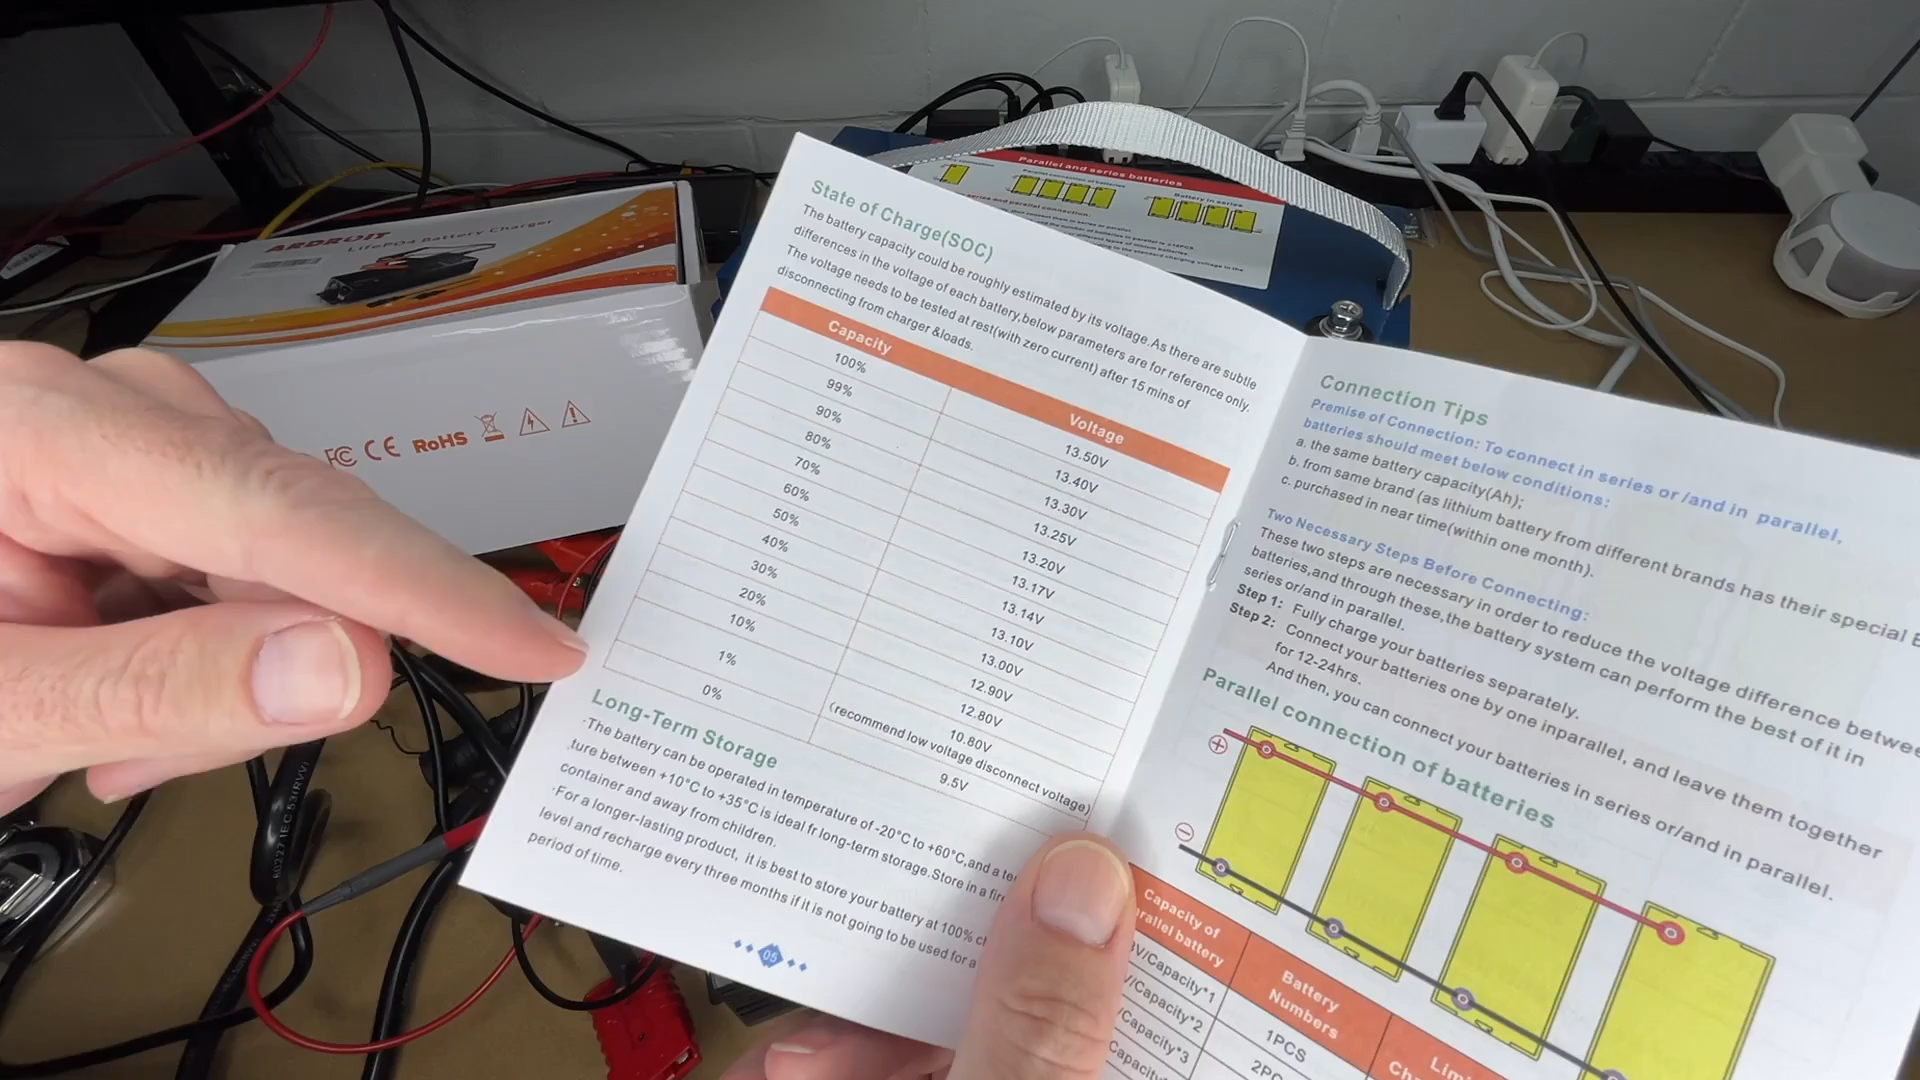 ARDROIT
LifePO4 Battery Charger
FC CE RoHS
Parallel and series batteries
Parallel connection of batteries
Battery in series
State of Charge(SOC)
The battery capacity could be roughly estimated by its voltage.As there are subtle
differences in the voltage of each battery,below parameters are for reference only.
The voltage needs to be tested at rest(with zero current) after 15 mins of
disconnecting from charger &loads.
Capacity Voltage
100% 13.50V
99% 13.40V
90% 13.30V
80% 13.25V
70% 13.20V
60% 13.17V
50% 13.14V
40% 13.10V
30% 13.00V
20% 12.90V
10% 12.80V
1% 10.80V
(recommend low voltage disconnect voltage)
0% 9.5V
Long-Term Storage
·The battery can be operated in temperature of -20°C to +60°C,and a
ture between +10°C to +35°C is ideal fr long-term storage.Store in a
container and away from children.
·For a longer-lasting product, it is best to store your battery at 100%
level and recharge every three months if it is not going to be used for a
period of time.
05
Connection Tips
Premise of Connection: To connect in series or /and in parallel,
batteries should meet below conditions:
a. the same battery capacity(Ah);
b. from same brand (as lithium battery from different brands has their special
c. purchased in near time(within one month).
Two Necessary Steps Before Connecting:
These two steps are necessary in order to reduce the voltage difference
batteries,and through these,the battery system can perform the best of it in
series or/and in parallel.
Step 1: Fully charge your batteries separately.
Step 2: Connect your batteries one by one inparallel, and leave them together
for 12-24hrs.
And then, you can connect your batteries in series or/and in parallel.
Parallel connection of batteries
Capacity of
battery
Battery
Numbers
/Capacity*1
1PCS
/Capacity*2
/Capacity*3
60227 IEC53(RVV)